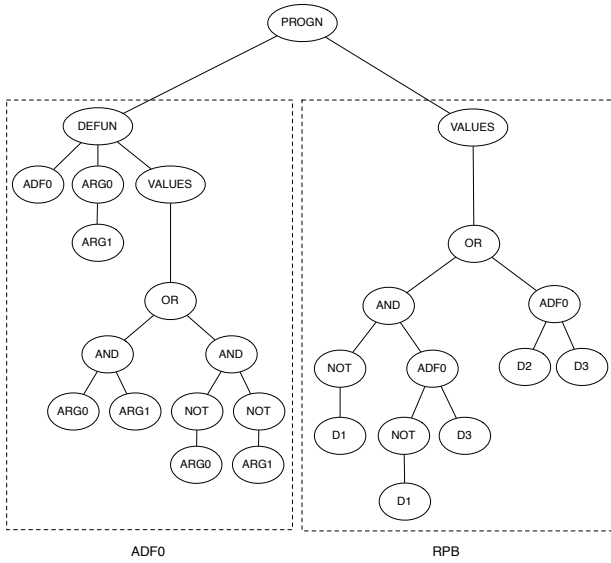 PROGN
DEFUN
VALUES
ADF0
ARG0
VALUES
ARG1
OR
OR
AND
ADF0
AND
AND
NOT
ADF0
D2
D3
ARG0
ARG1
NOT
NOT
D1
NOT
D3
ARG0
ARG1
D1
ADF0
RPB